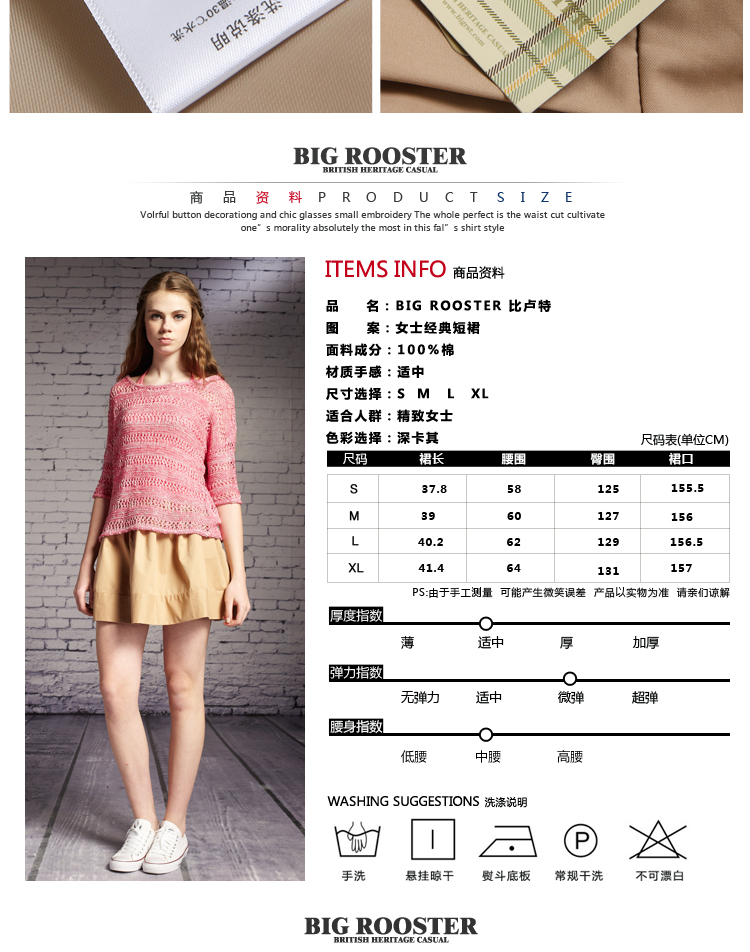 洗涤说明
温30℃水洗
HERITAGE CASUAL
www.bigrst.com
BIG ROOSTER
BRITISH HERITAGE CASUAL
商 品 资 料 P R O D U C T S I Z E
Volrful button decorationg and chic glasses small embroidery The whole perfect is the waist cut cultivate
one”s morality absolutely the most in this fal”s shirt style
ITEMS INFO 商品资料
品 名：BIG ROOSTER 比卢特
图 案：女士经典短裙
面料成分：100%棉
材质手感：适中
尺寸选择：S M L XL
适合人群：精致女士
色彩选择：深卡其
尺码表(单位CM)
尺码 裙长 腰围 臀围 裙口
S 37.8 58 125 155.5
M 39 60 127 156
L 40.2 62 129 156.5
XL 41.4 64 131 157
PS:由于手工测量 可能产生微笑误差 产品以实物为准 请亲们谅解
厚度指数
薄 适中 厚 加厚
弹力指数
无弹力 适中 微弹 超弹
腰身指数
低腰 中腰 高腰
WASHING SUGGESTIONS 洗涤说明
P
手洗 悬挂晾干 熨斗底板 常规干洗 不可漂白
BIG ROOSTER
BRITISH HERITAGE CASUAL